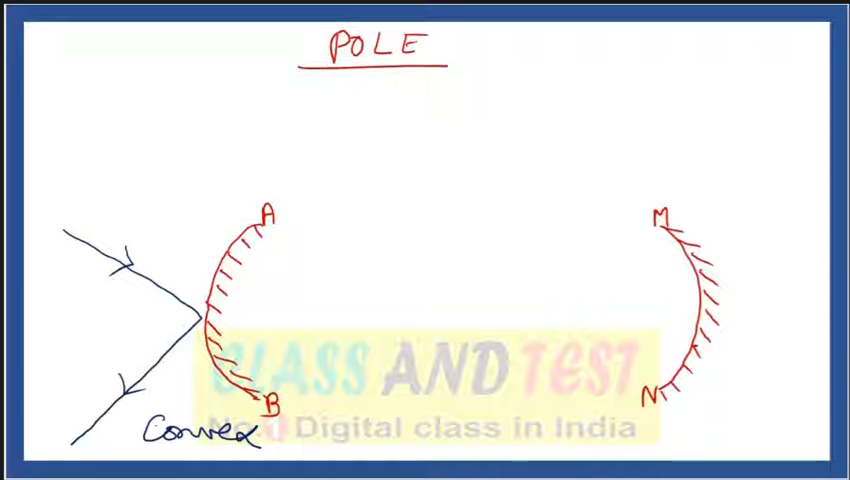 POLE
A
M
CLASS AND TEST
B
N
No.1 Digital class in India
Convex